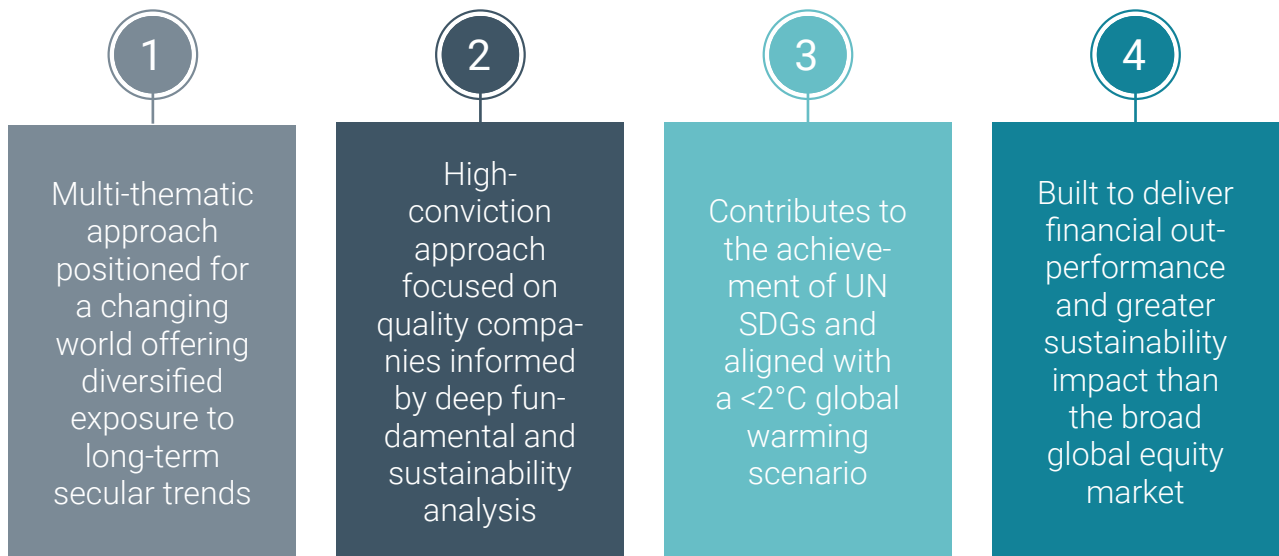 1
Multi-thematic
approach
positioned for
a changing
world offering
diversified
exposure to
long-term
secular trends
2
High-
conviction
approach
focused on
quality compa-
nies informed
by deep fun-
damental and
sustainability
analysis
3
Contributes to
the achieve-
ment of UN
SDGs and
aligned with
a <2°C global
warming
scenario
4
Built to deliver
financial out-
performance
and greater
sustainability
impact than
the broad
global equity
market